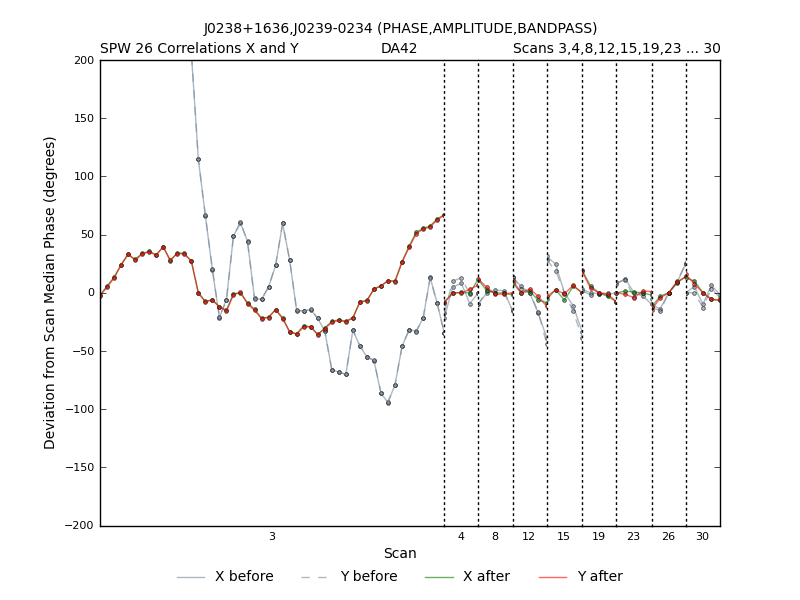 J0238+1636,J0239-0234 (PHASE,AMPLITUDE,BANDPASS)
SPW 26 Correlations X and Y DA42 Scans 3,4,8,12,15,19,23 ... 30
200
150
100
50
0
−50
−100
−150
−200
Deviation from Scan Median Phase (degrees)
3 4 8 12 15 19 23 26 30
Scan
X before Y before X after Y after